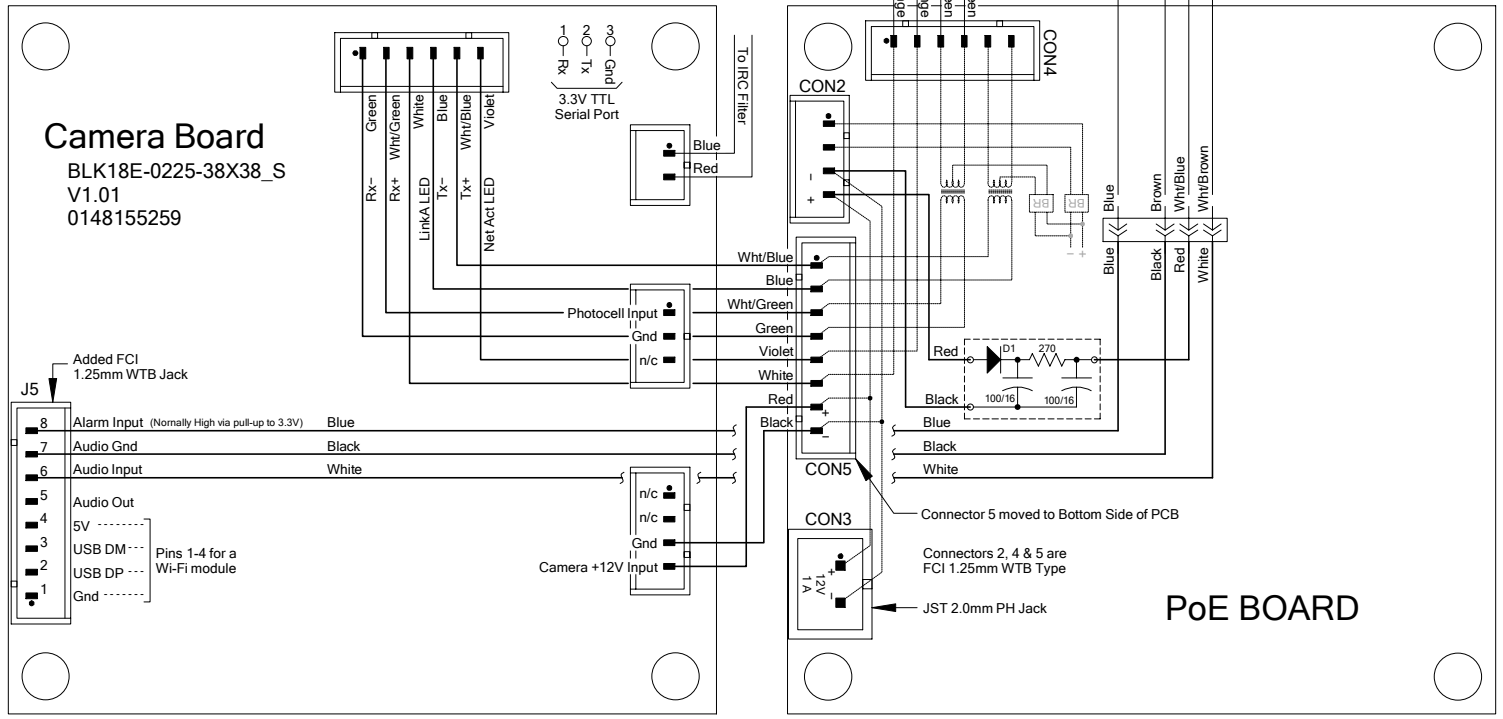 Camera Board
BLK18E-0225-38X38_S
V1.01
0148155259
Green
Wht/Green
White
Blue
Wht/Blue
Violet
Rx−
Rx+
LinkA LED
Tx−
Tx+
Net Act LED
1
2
3
Rx
Tx
Gnd
3.3V TTL
Serial Port
To IRC Filter
Blue
Red
Photocell Input
Gnd
n/c
Added FCI
1.25mm WTB Jack
J5
8
Alarm Input (Nornally High via pull-up to 3.3V)
Blue
7
Audio Gnd
Black
6
Audio Input
White
5
Audio Out
4
5V
3
USB DM
2
USB DP
1
Gnd
Pins 1-4 for a
Wi-Fi module
n/c
n/c
Gnd
Camera +12V Input
Wht/Blue
Blue
Wht/Green
Green
Violet
White
Red
Black
CON4
CON2
−
+
BR
BR
− +
Blue
Brown
Wht/Blue
Wht/Brown
Blue
Black
Red
White
Red
D1
270
100/16
100/16
Black
+
−
CON5
Blue
Black
White
Connector 5 moved to Bottom Side of PCB
CON3
+
−
12V
1 A
Connectors 2, 4 & 5 are
FCI 1.25mm WTB Type
JST 2.0mm PH Jack
PoE BOARD